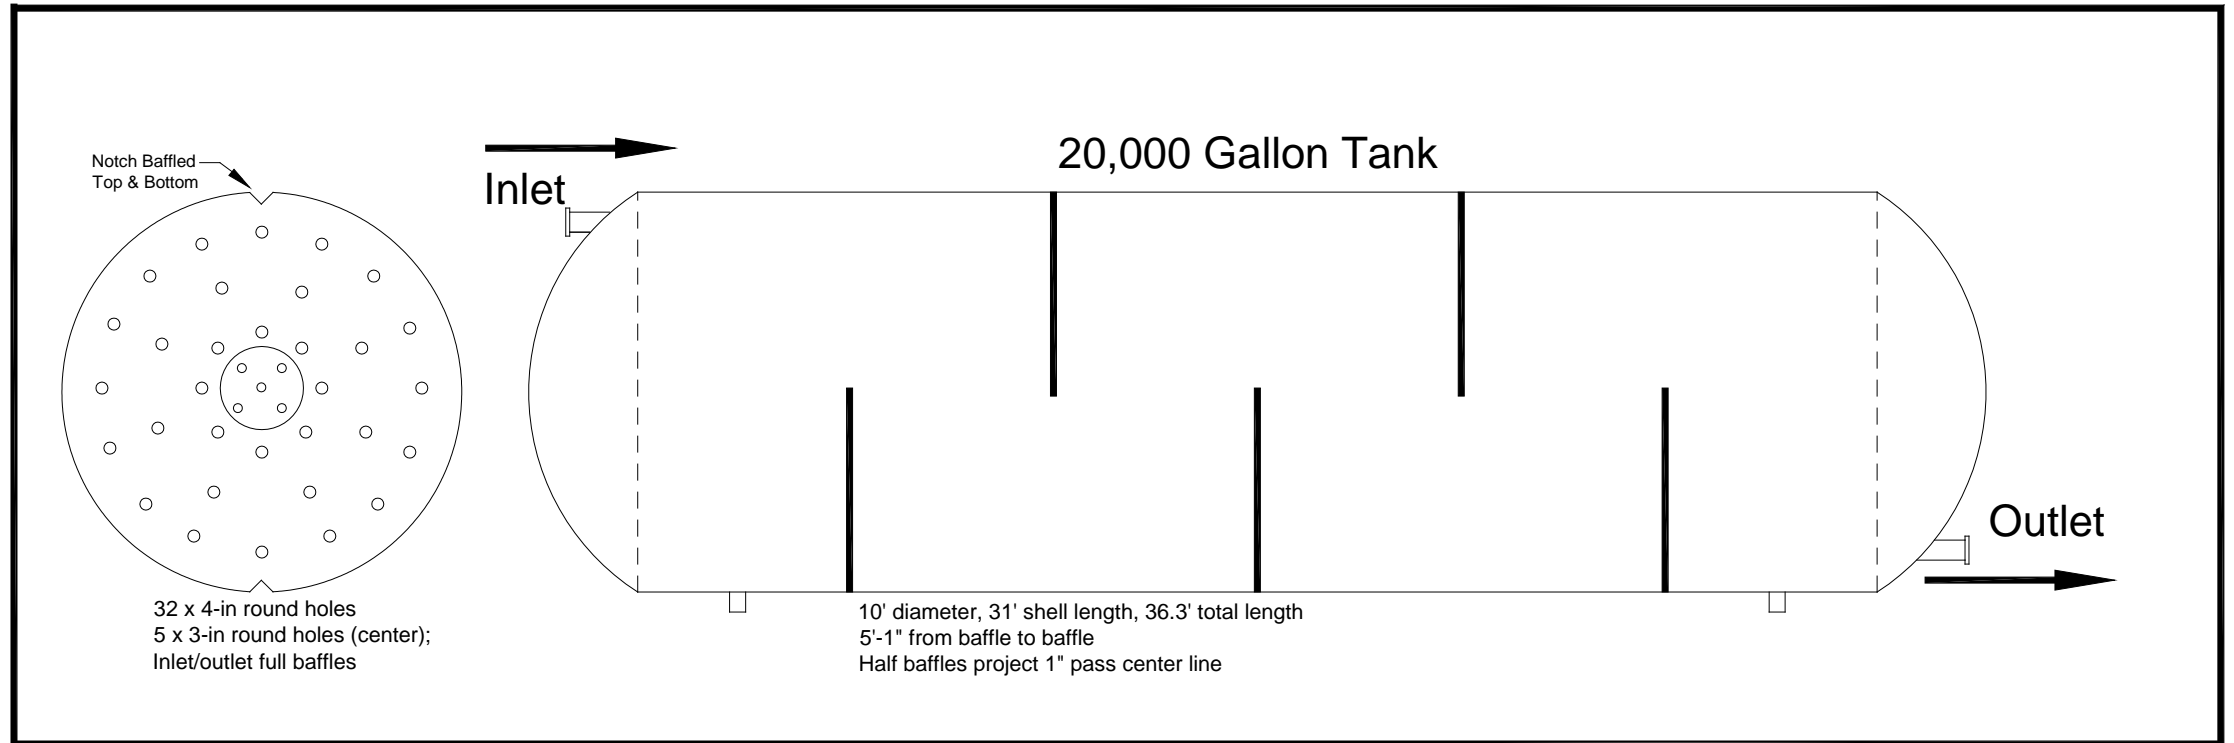 20,000 Gallon Tank
Notch Baffled
Top & Bottom
Inlet
Outlet
32 x 4-in round holes
5 x 3-in round holes (center);
Inlet/outlet full baffles
10' diameter, 31' shell length, 36.3' total length
5'-1" from baffle to baffle
Half baffles project 1" pass center line